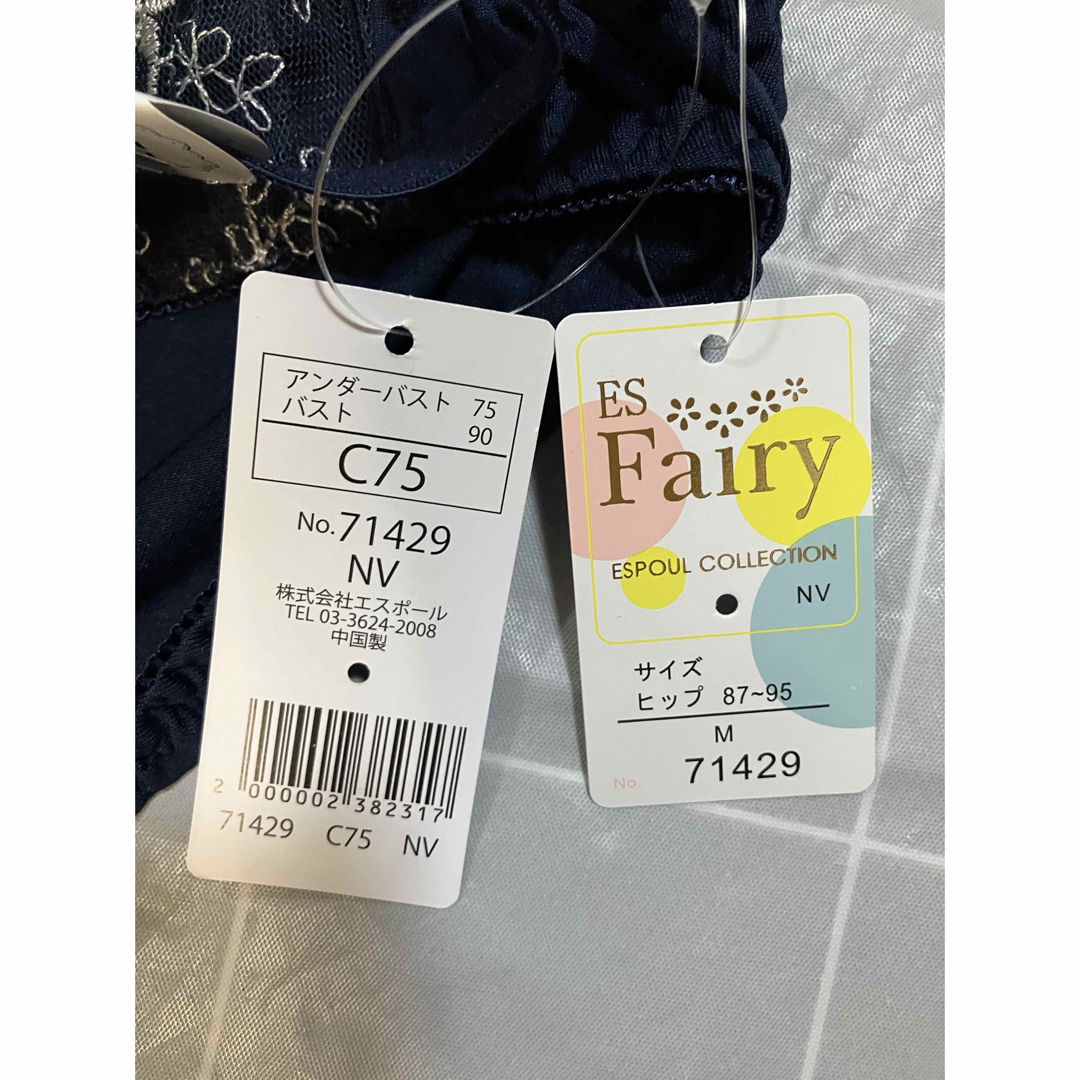 アンダーバスト 75
バスト 90
C75
No.71429
NV
株式会社エスポール
TEL 03-3624-2008
中国製
2 000002 382317
71429 C75 NV
ES
Fairy
ESPOUL COLLECTION
NV
サイズ
ヒップ 87~95
M
No. 71429